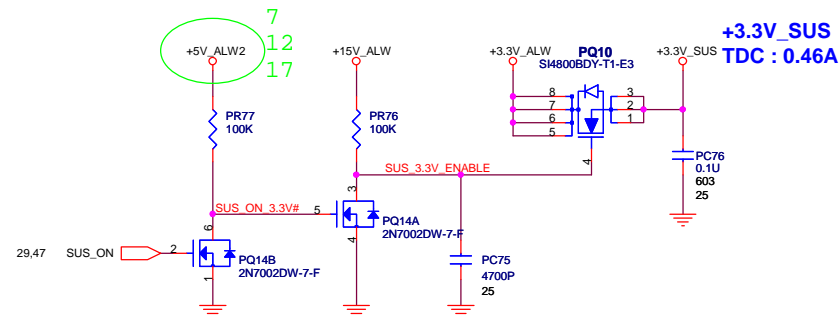 7
12
17
+5V_ALW2
+15V_ALW
+3.3V_ALW
PQ10
SI4800BDY-T1-E3
+3.3V_SUS
+3.3V_SUS
TDC : 0.46A
PR77
100K
PR76
100K
8
7
6
5
3
2
1
4
PC76
0.1U
603
25
SUS_3.3V_ENABLE
SUS_ON_3.3V#
5
3
4
PQ14A
2N7002DW-7-F
29,47
SUS_ON
2
6
1
PQ14B
2N7002DW-7-F
PC75
4700P
25